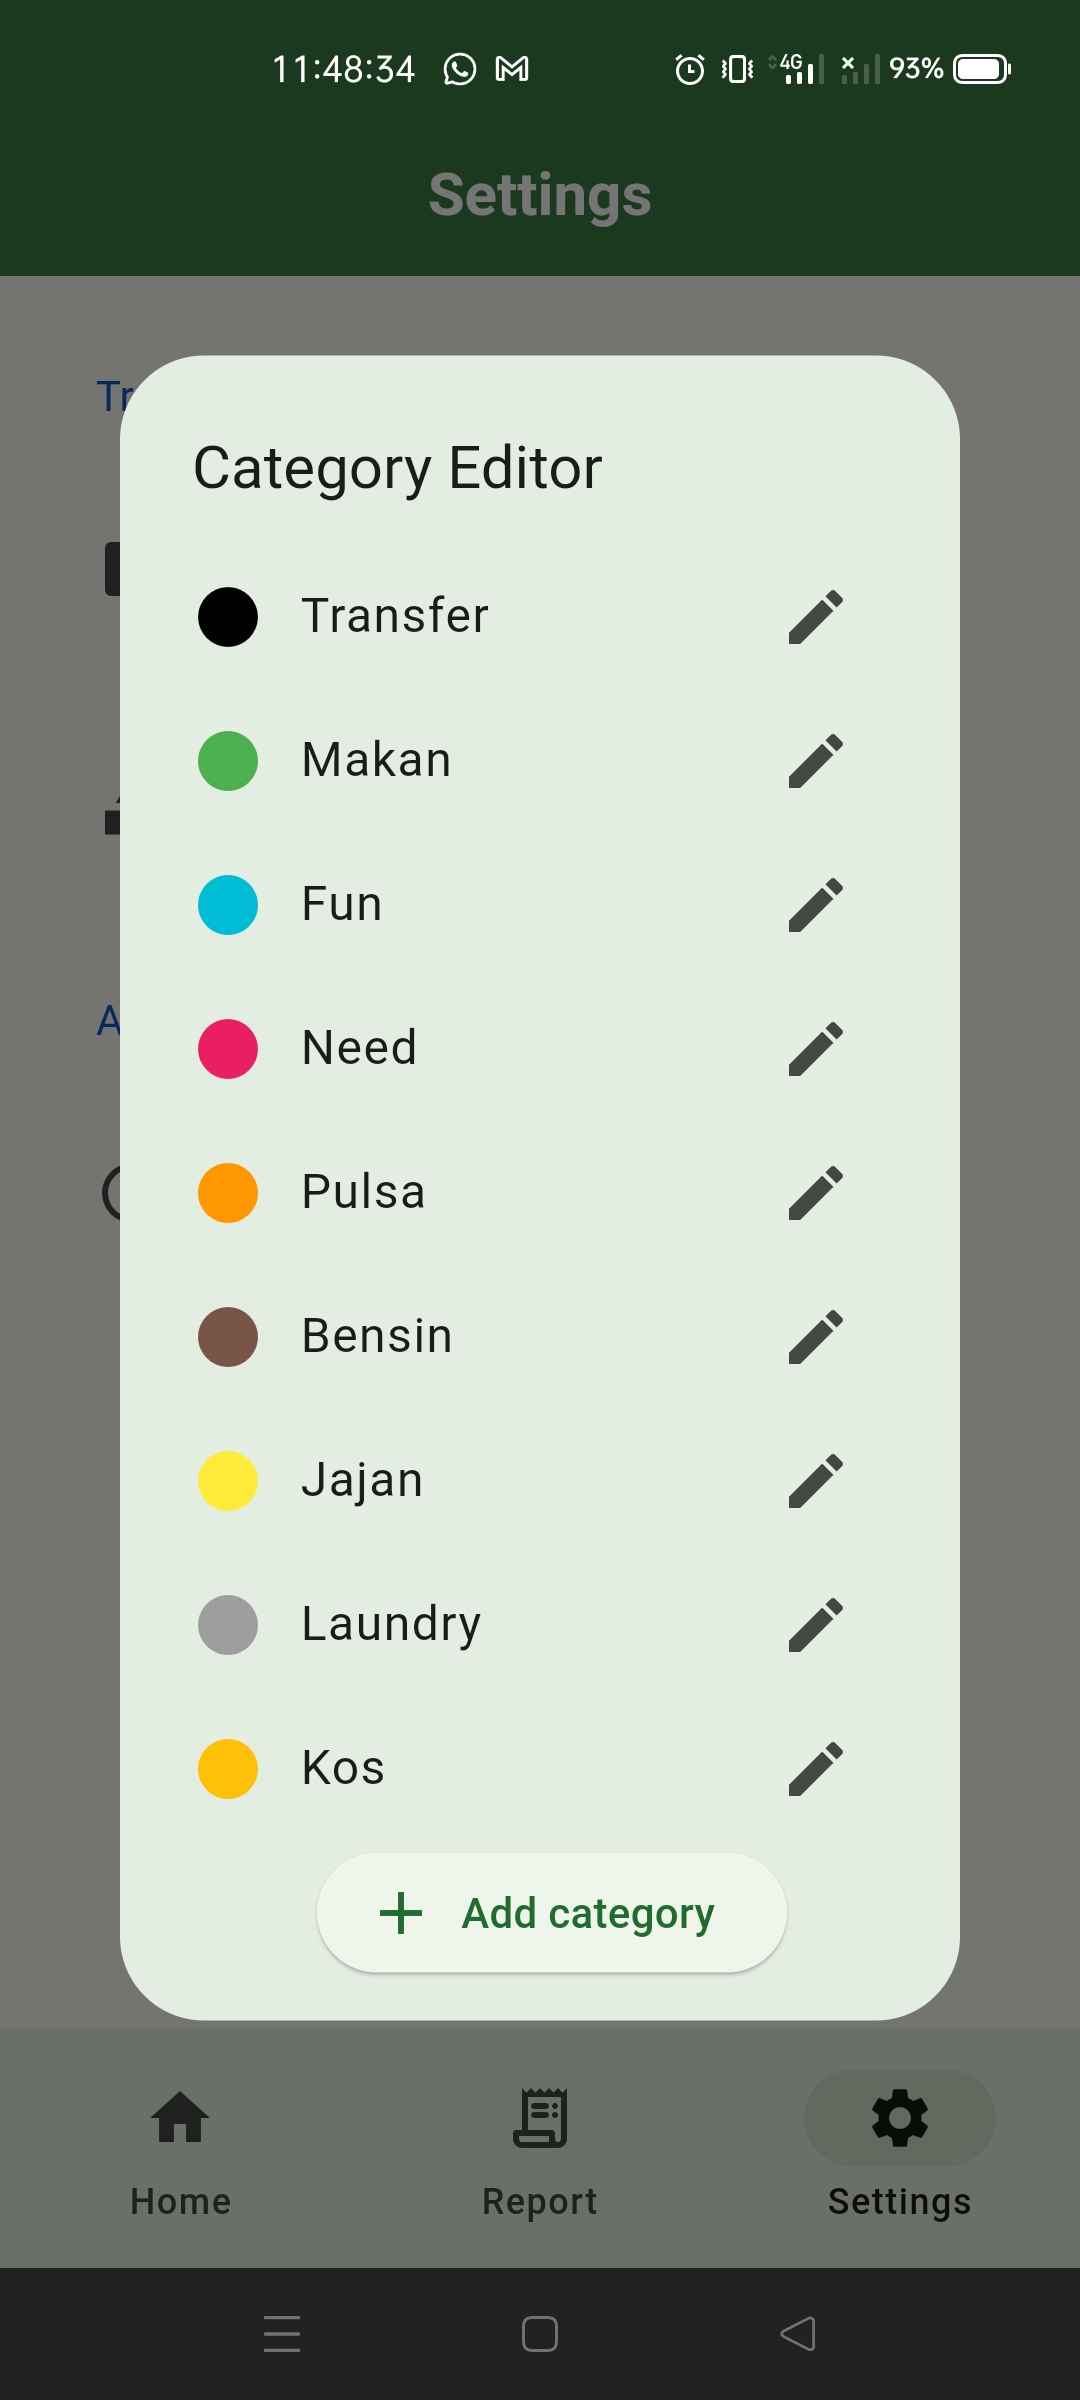 11:48:34 4G 93%
Settings
Tr
Category Editor
Transfer
Makan
Fun
A
Need
Pulsa
Bensin
Jajan
Laundry
Kos
Add category
Home Report Settings